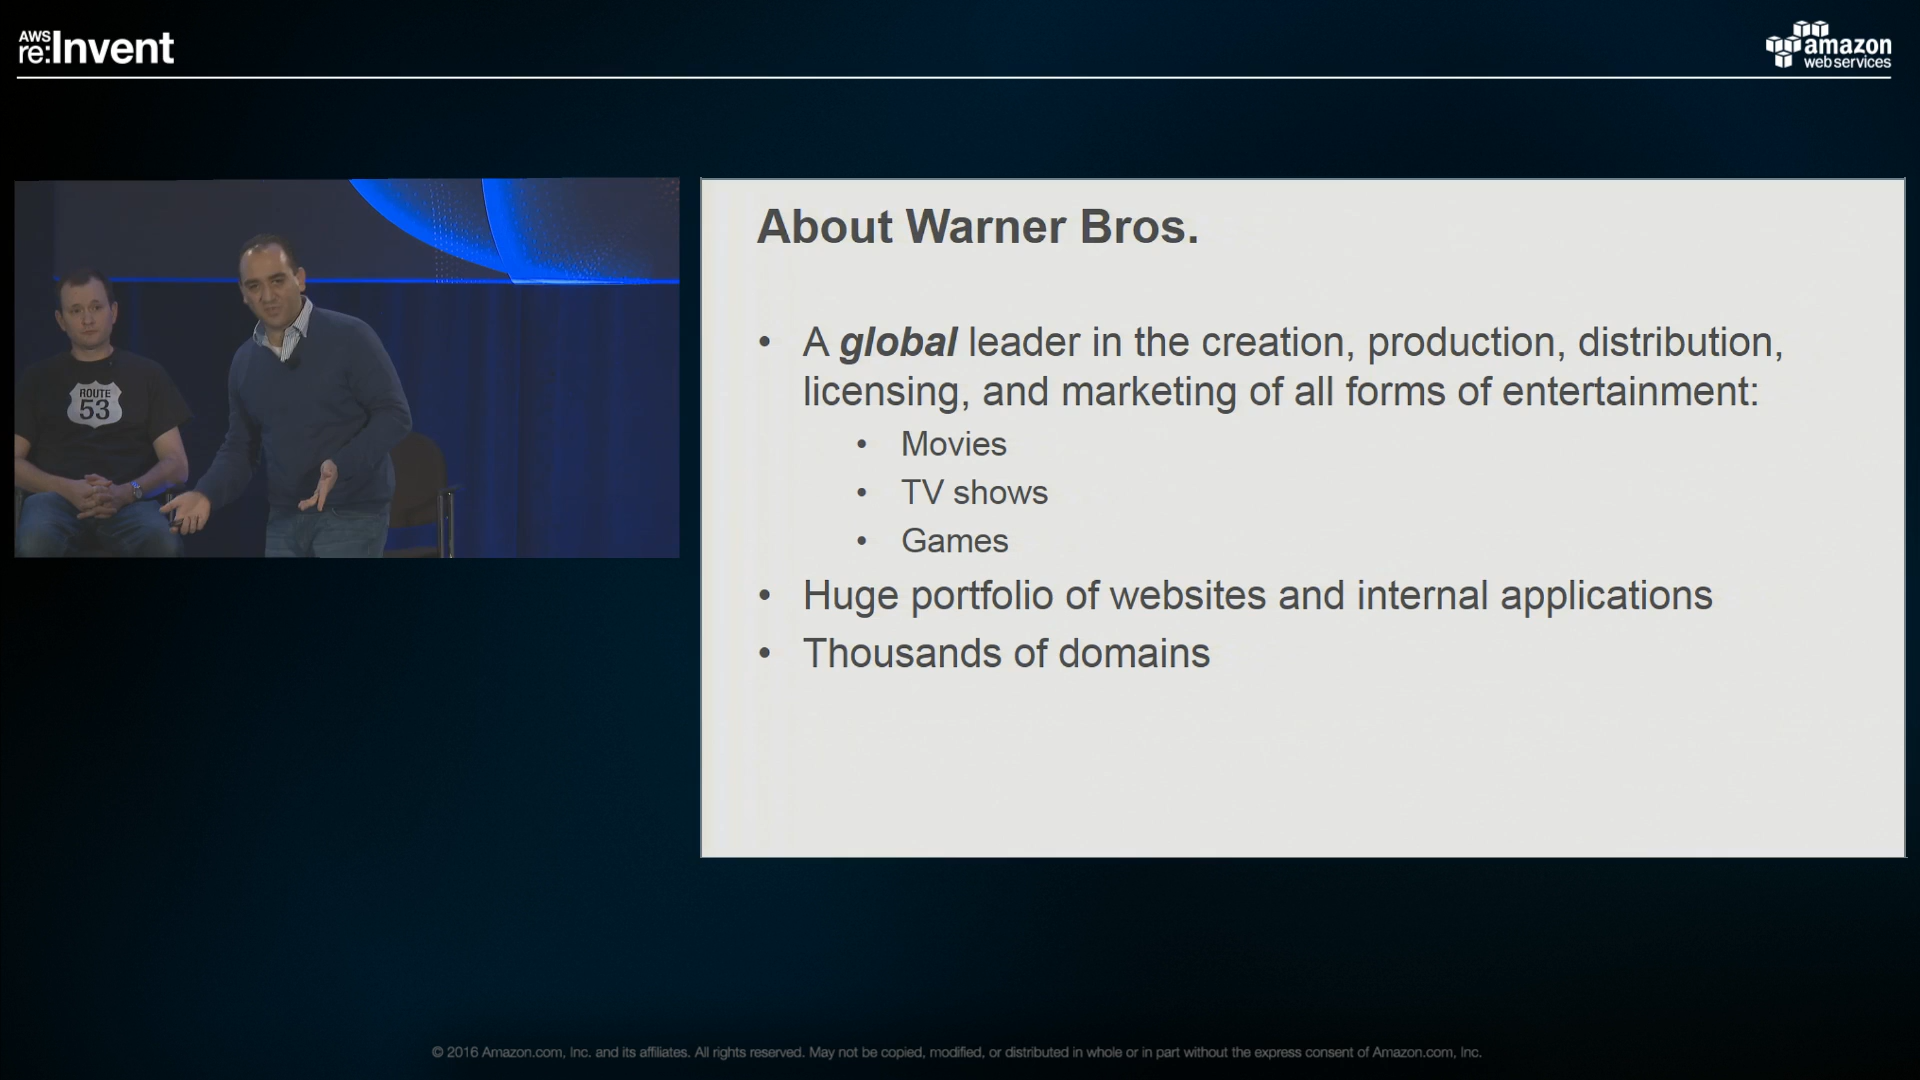 AWS
re:Invent
amazon
web services
ROUTE
53
About Warner Bros.
• A global leader in the creation, production, distribution,
licensing, and marketing of all forms of entertainment:
• Movies
• TV shows
• Games
• Huge portfolio of websites and internal applications
• Thousands of domains
© 2016 Amazon.com, Inc. and its affiliates. All rights reserved. May not be copied, modified, or distributed in whole or in part without the express consent of Amazon.com, Inc.